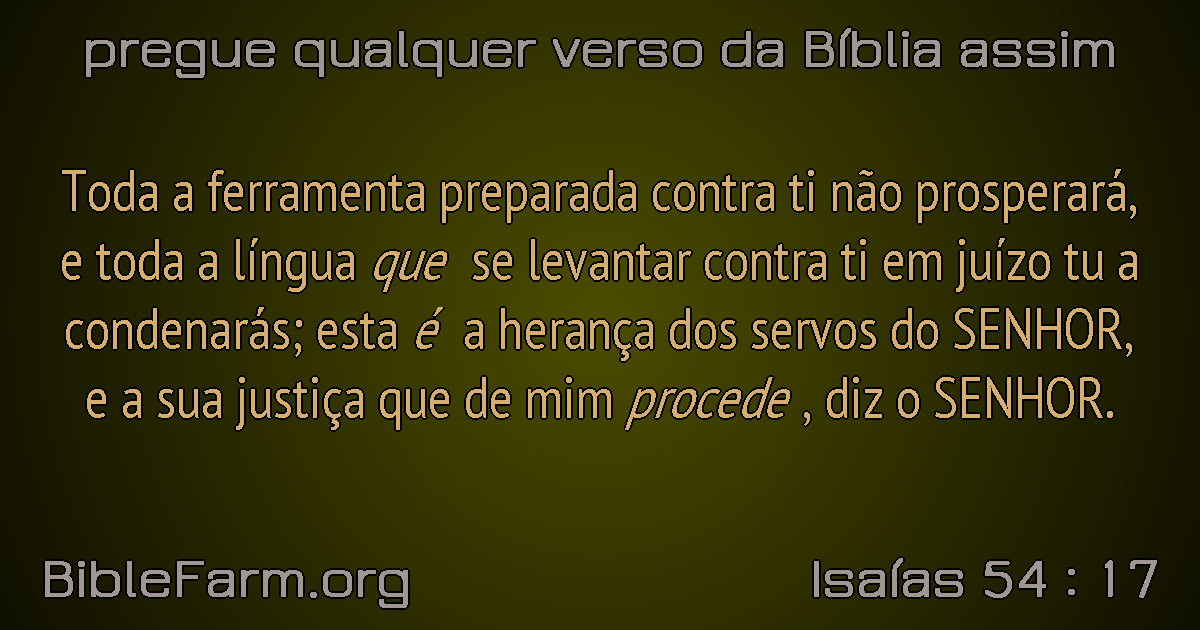 pregue qualquer verso da Bíblia assim
Toda a ferramenta preparada contra ti não prosperará,
e toda a língua que se levantar contra ti em juízo tu a
condenarás; esta é a herança dos servos do SENHOR,
e a sua justiça que de mim procede , diz o SENHOR.
BibleFarm.org
Isaías 54 : 17